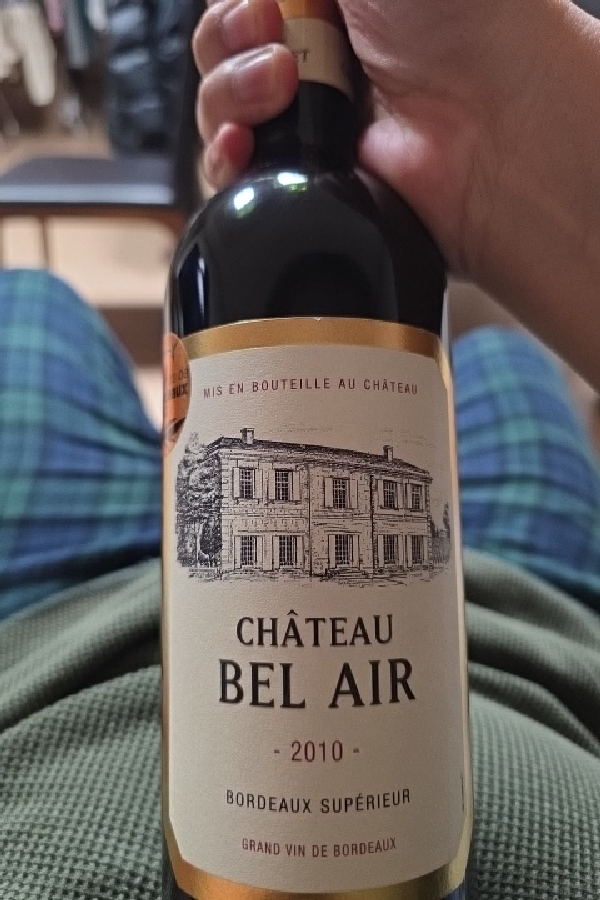 MIS EN BOUTEILLE AU CHÂTEAU
CHÂTEAU
BEL AIR
- 2010 -
BORDEAUX SUPÉRIEUR
GRAND VIN DE BORDEAUX